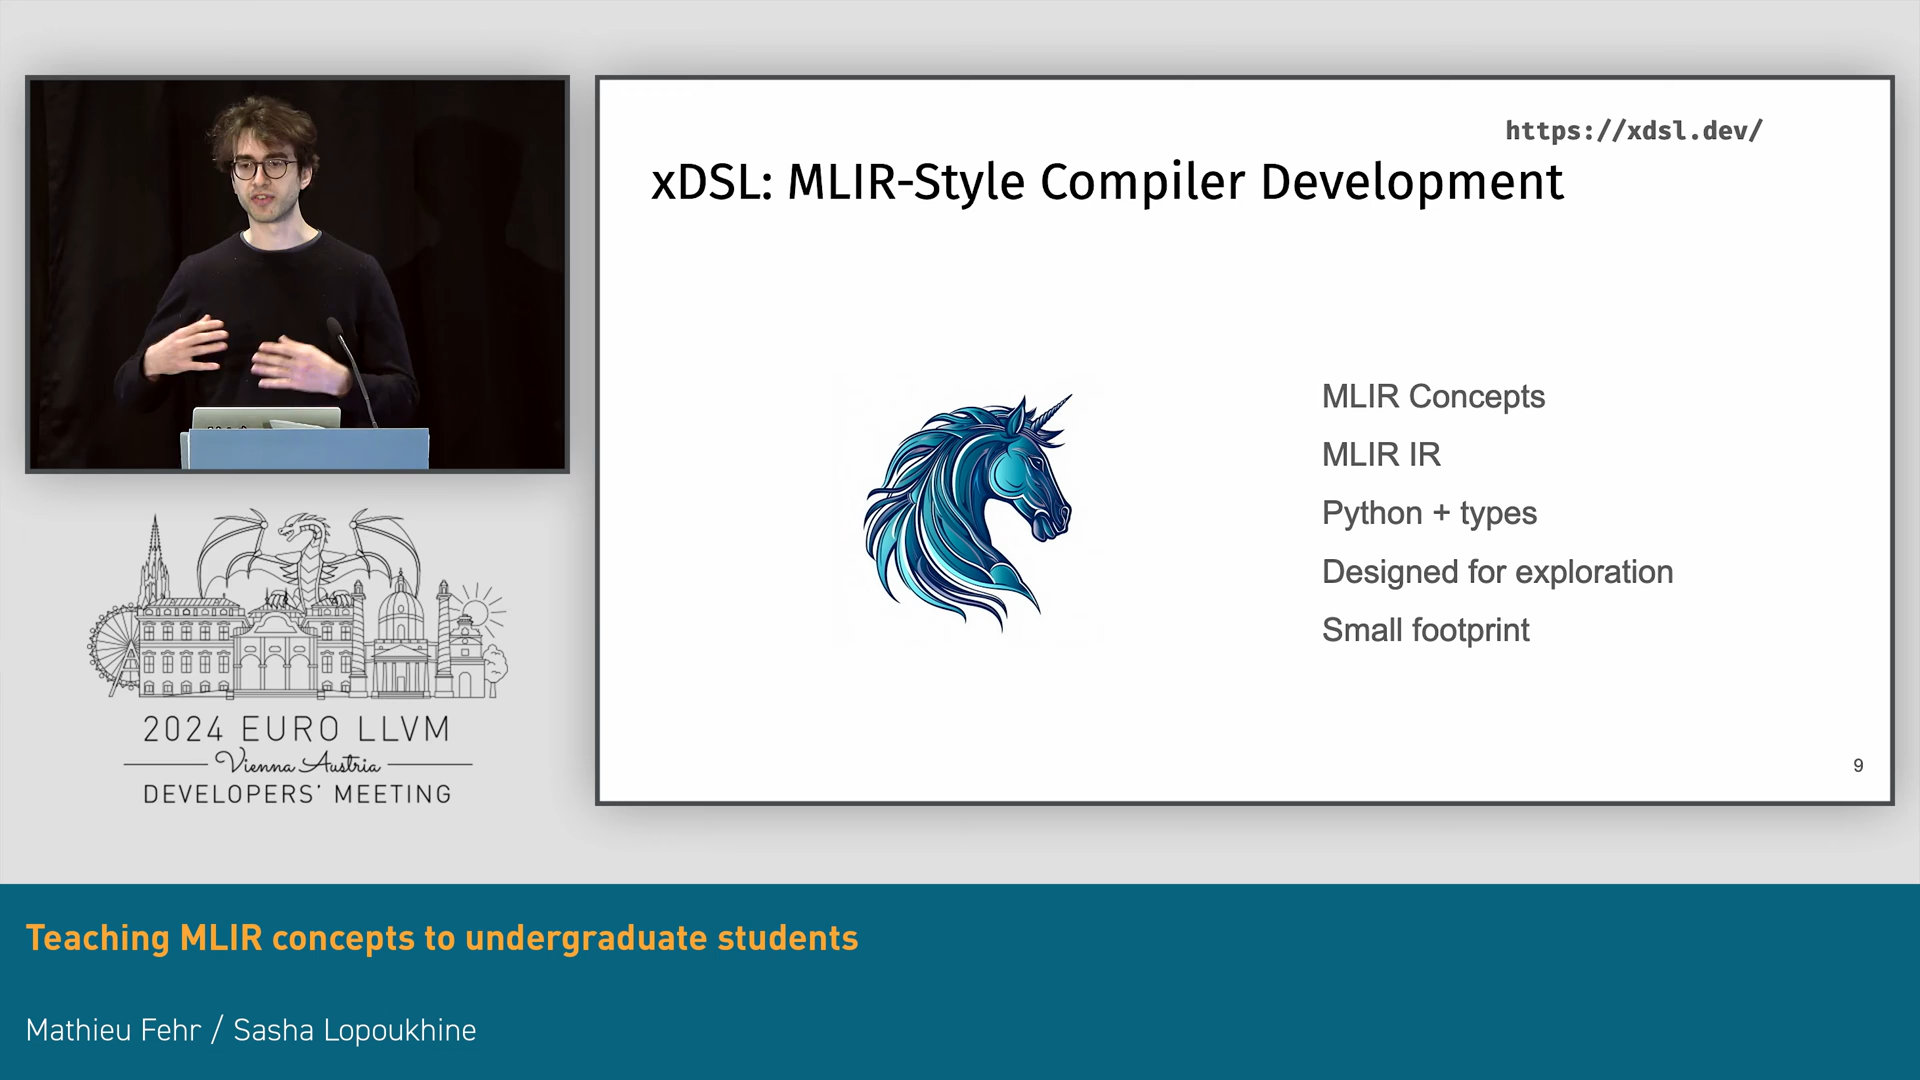 https://xdsl.dev/
xDSL: MLIR-Style Compiler Development
MLIR Concepts
MLIR IR
Python + types
Designed for exploration
Small footprint
9
2024 EURO LLVM
Vienna Austria
DEVELOPERS' MEETING
Teaching MLIR concepts to undergraduate students
Mathieu Fehr / Sasha Lopoukhine